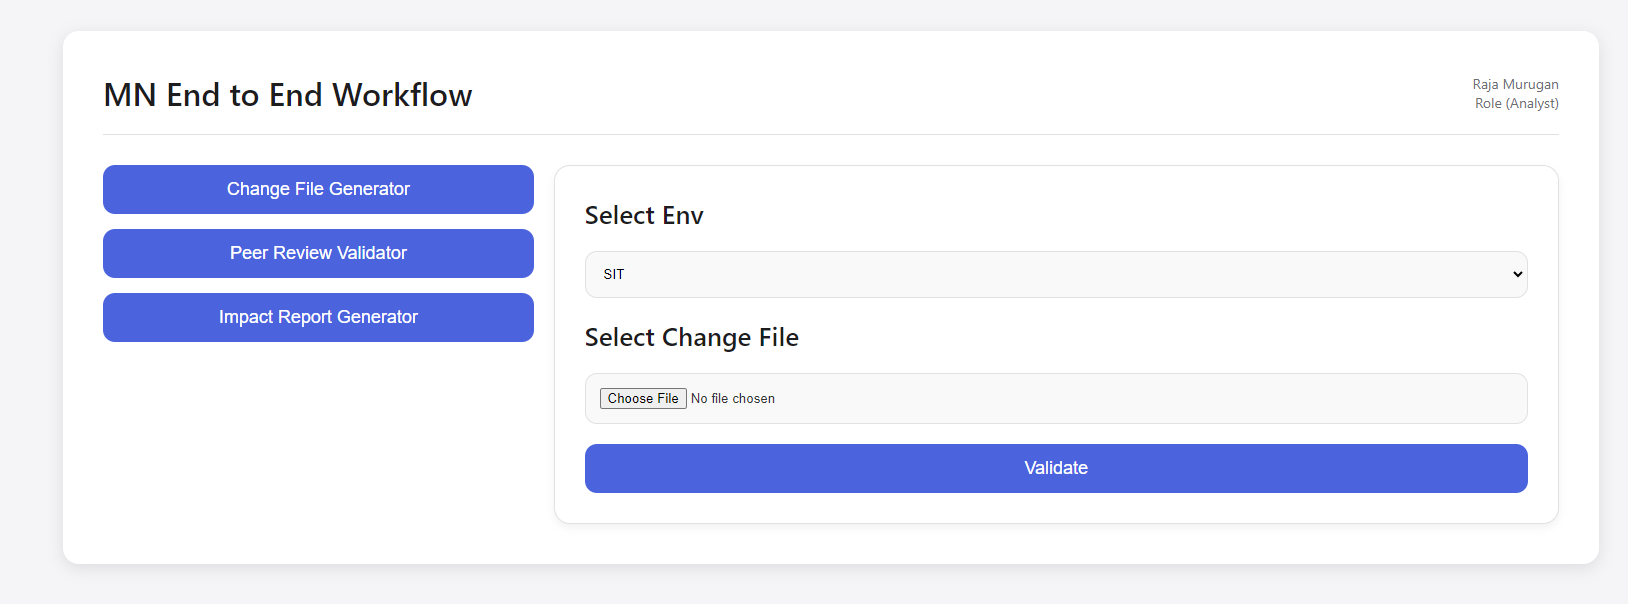 MN End to End Workflow
Raja Murugan
Role (Analyst)
Change File Generator
Peer Review Validator
Impact Report Generator
Select Env
SIT
Select Change File
Choose File No file chosen
Validate